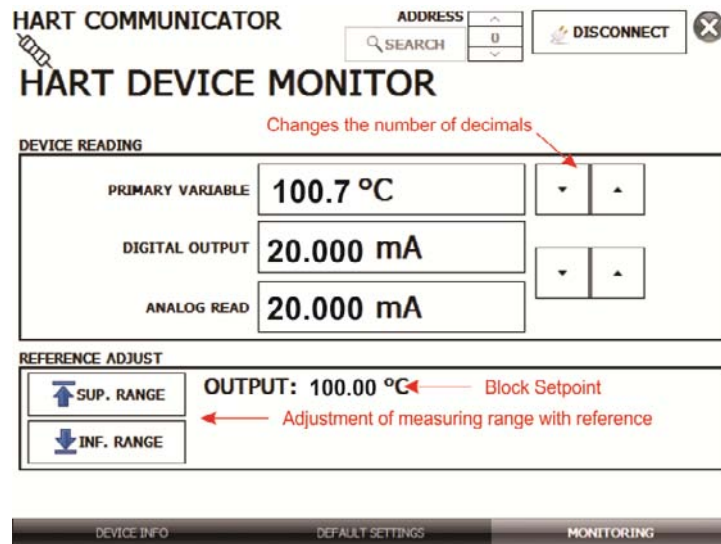 HART COMMUNICATOR
ADDRESS
SEARCH
0
DISCONNECT
HART DEVICE MONITOR
Changes the number of decimals
DEVICE READING
PRIMARY VARIABLE 100.7 ºC
DIGITAL OUTPUT 20.000 mA
ANALOG READ 20.000 mA
REFERENCE ADJUST
SUP. RANGE
OUTPUT: 100.00 ºC
Block Setpoint
Adjustment of measuring range with reference
INF. RANGE
DEVICE INFO
DEFAULT SETTINGS
MONITORING